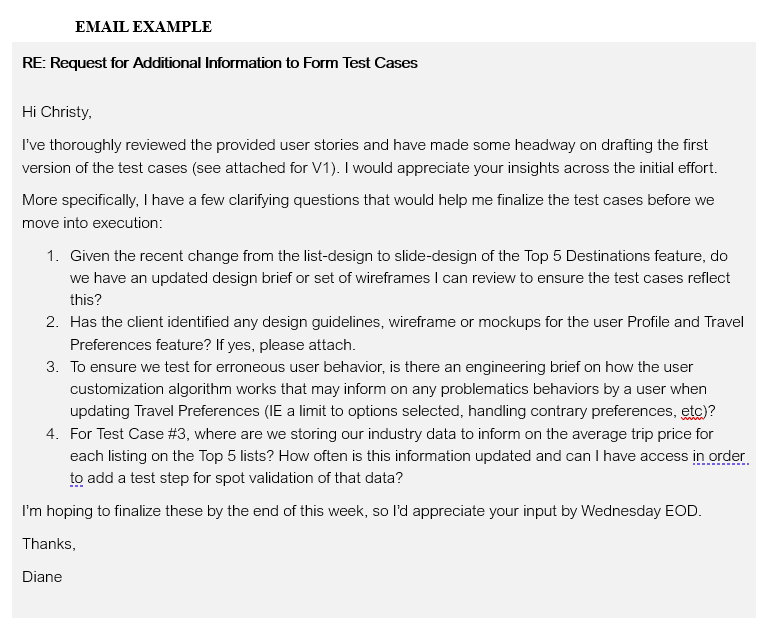 EMAIL EXAMPLE
RE: Request for Additional Information to Form Test Cases
Hi Christy,
I've thoroughly reviewed the provided user stories and have made some headway on drafting the first
version of the test cases (see attached for V1). I would appreciate your insights across the initial effort.
More specifically, I have a few clarifying questions that would help me finalize the test cases before we
move into execution:
1. Given the recent change from the list-design to slide-design of the Top 5 Destinations feature, do
we have an updated design brief or set of wireframes I can review to ensure the test cases reflect
this?
2. Has the client identified any design guidelines, wireframe or mockups for the user Profile and Travel
Preferences feature? If yes, please attach.
3. To ensure we test for erroneous user behavior, is there an engineering brief on how the user
customization algorithm works that may inform on any problematics behaviors by a user when
updating Travel Preferences (IE a limit to options selected, handling contrary preferences, etc)?
4. For Test Case #3, where are we storing our industry data to inform on the average trip price for
each listing on the Top 5 lists? How often is this information updated and can I have access in order
to add a test step for spot validation of that data?
I'm hoping to finalize these by the end of this week, so I'd appreciate your input by Wednesday EOD.
Thanks,
Diane